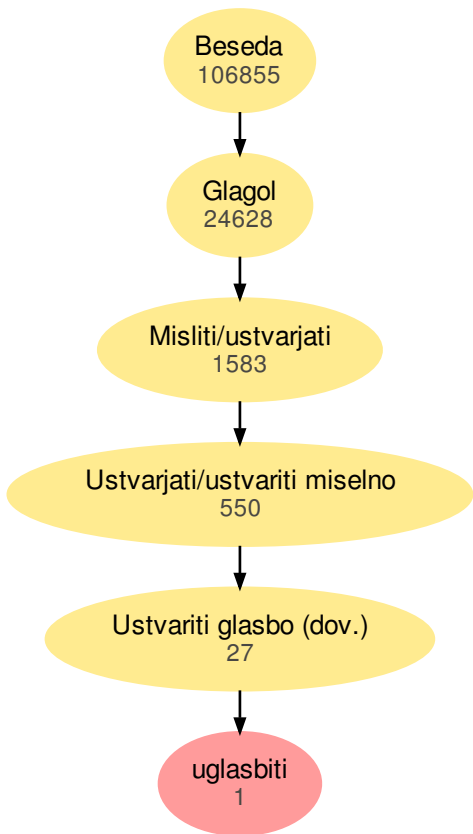 Beseda
106855
Glagol
24628
Misliti/ustvarjati
1583
Ustvarjati/ustvariti miselno
550
Ustvariti glasbo (dov.)
27
uglasbiti
1